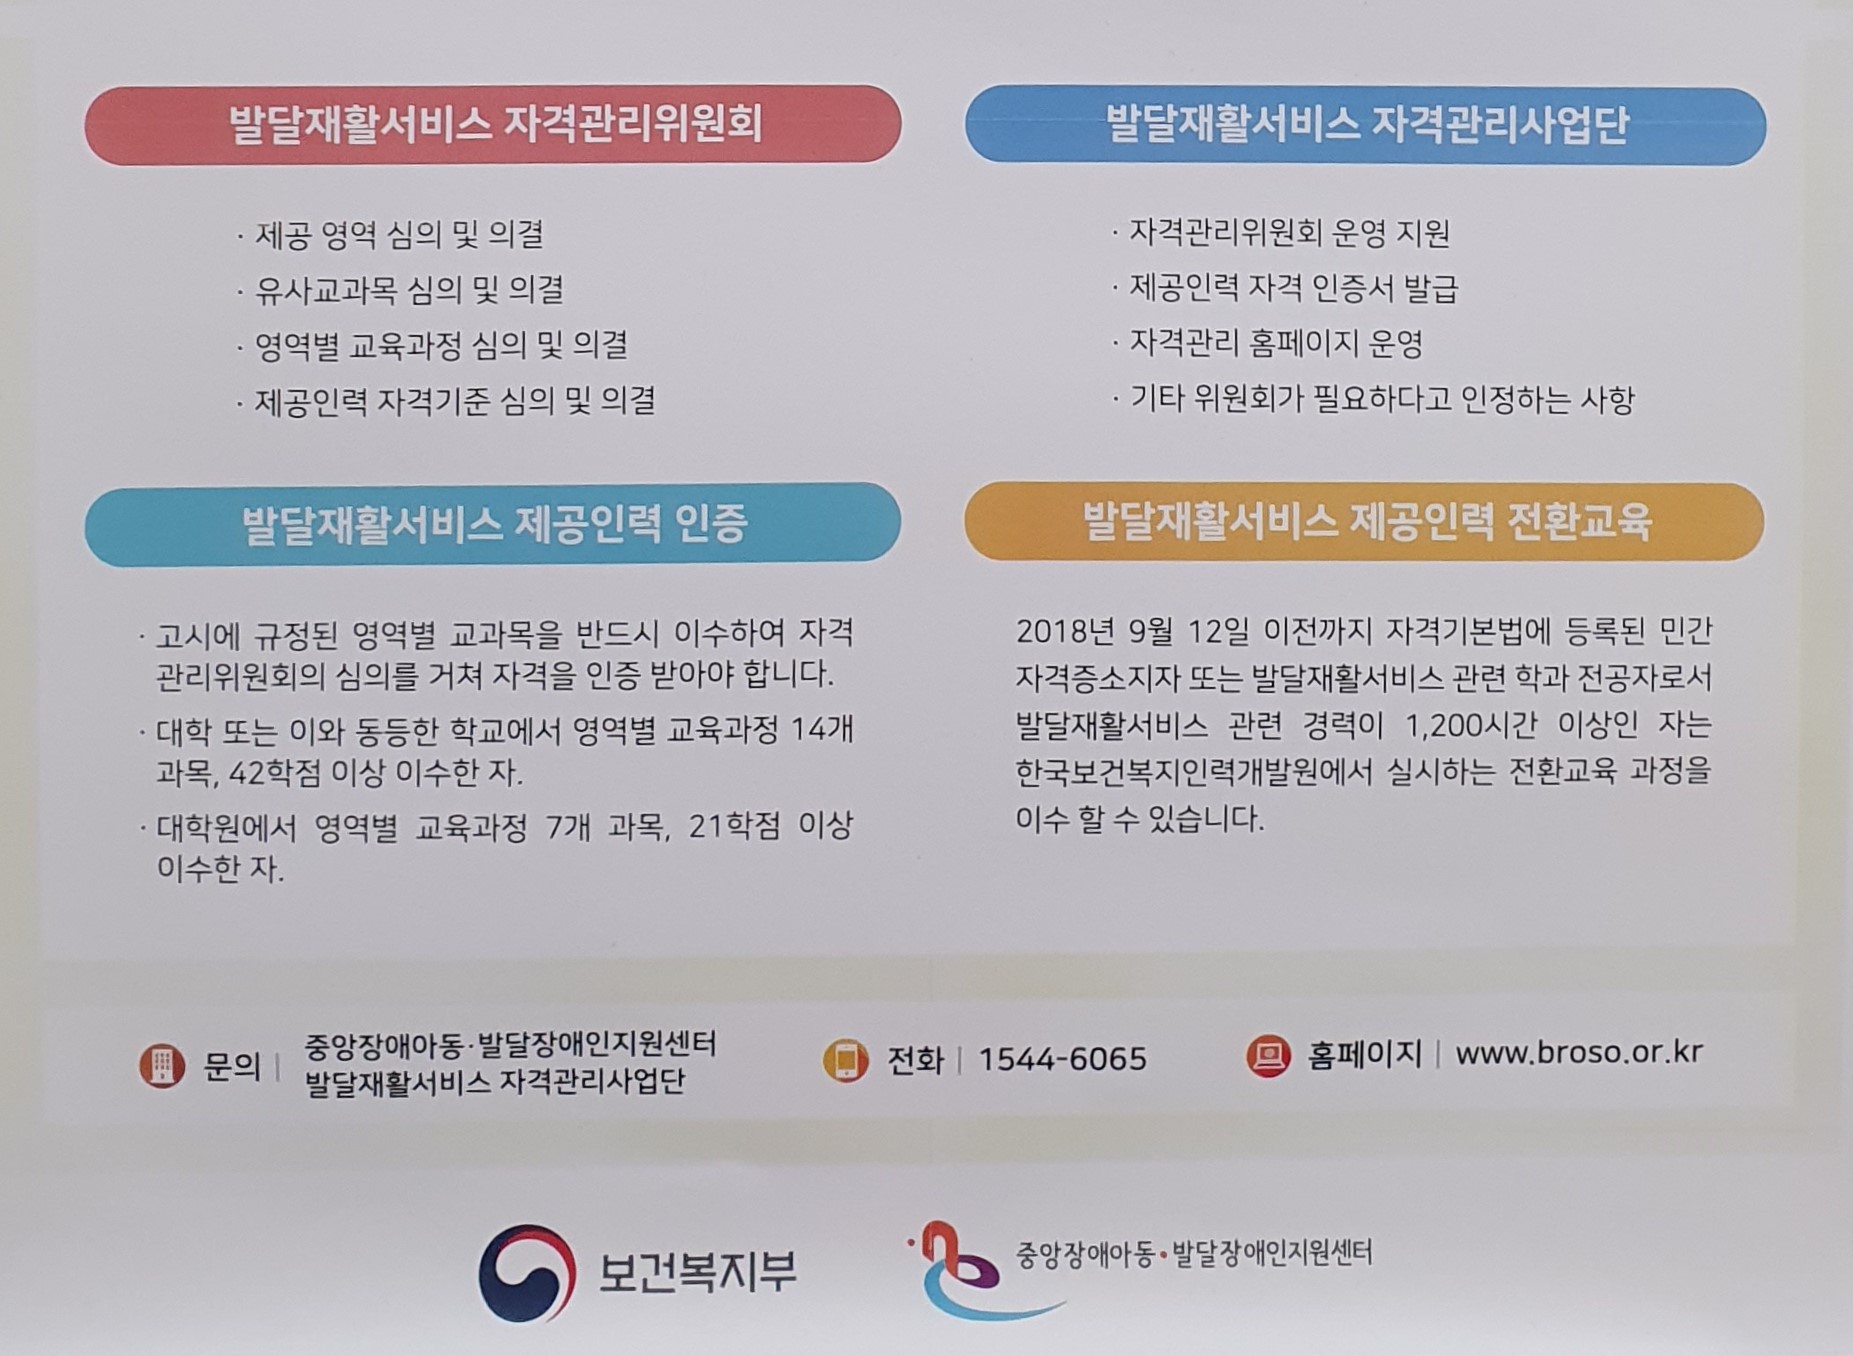 발달재활서비스 자격관리위원회
· 제공 영역 심의 및 의결
· 유사교과목 심의 및 의결
· 영역별 교육과정 심의 및 의결
· 제공인력 자격기준 심의 및 의결
발달재활서비스 자격관리사업단
· 자격관리위원회 운영 지원
· 제공인력 자격 인증서 발급
· 자격관리 홈페이지 운영
· 기타 위원회가 필요하다고 인정하는 사항
발달재활서비스 제공인력 인증
· 고시에 규정된 영역별 교과목을 반드시 이수하여 자격
관리위원회의 심의를 거쳐 자격을 인증 받아야 합니다.
· 대학 또는 이와 동등한 학교에서 영역별 교육과정 14개
과목, 42학점 이상 이수한 자.
· 대학원에서 영역별 교육과정 7개 과목, 21학점 이상
이수한 자.
발달재활서비스 제공인력 전환교육
2018년 9월 12일 이전까지 자격기본법에 등록된 민간
자격증소지자 또는 발달재활서비스 관련 학과 전공자로서
발달재활서비스 관련 경력이 1,200시간 이상인 자는
한국보건복지인력개발원에서 실시하는 전환교육 과정을
이수 할 수 있습니다.
문의 | 중앙장애아동·발달장애인지원센터
발달재활서비스 자격관리사업단
전화 | 1544-6065
홈페이지 | www.broso.or.kr
보건복지부
중앙장애아동·발달장애인지원센터